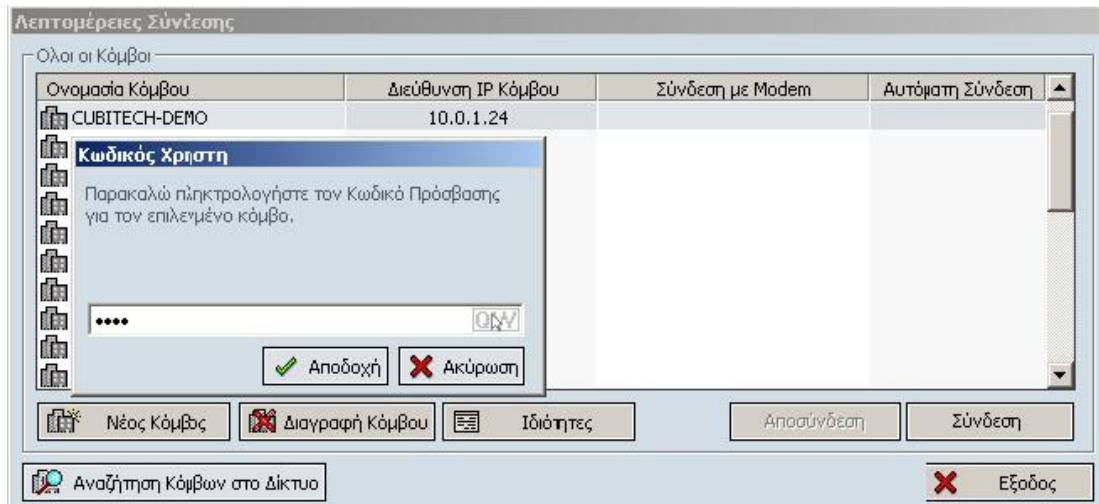 Λεπτομέρειες Σύνδεσης
Ολοι οι Κόμβοι
Ονομασία Κόμβου Διεύθυνση IP Κόμβου Σύνδεση με Modem Αυτόματη Σύνδεση
CUBITECH-DEMO 10.0.1.24
Κωδικός Χρηστη
Παρακαλώ πληκτρολογήστε τον Κωδικό Πρόσβασης
για τον επιλεγμένο κόμβο.
••••
Αποδοχή Ακύρωση
Νέος Κόμβος Διαγραφή Κόμβου Ιδιότητες Αποσύνδεση Σύνδεση
Αναζήτηση Κόμβων στο Δίκτυο Εξοδος